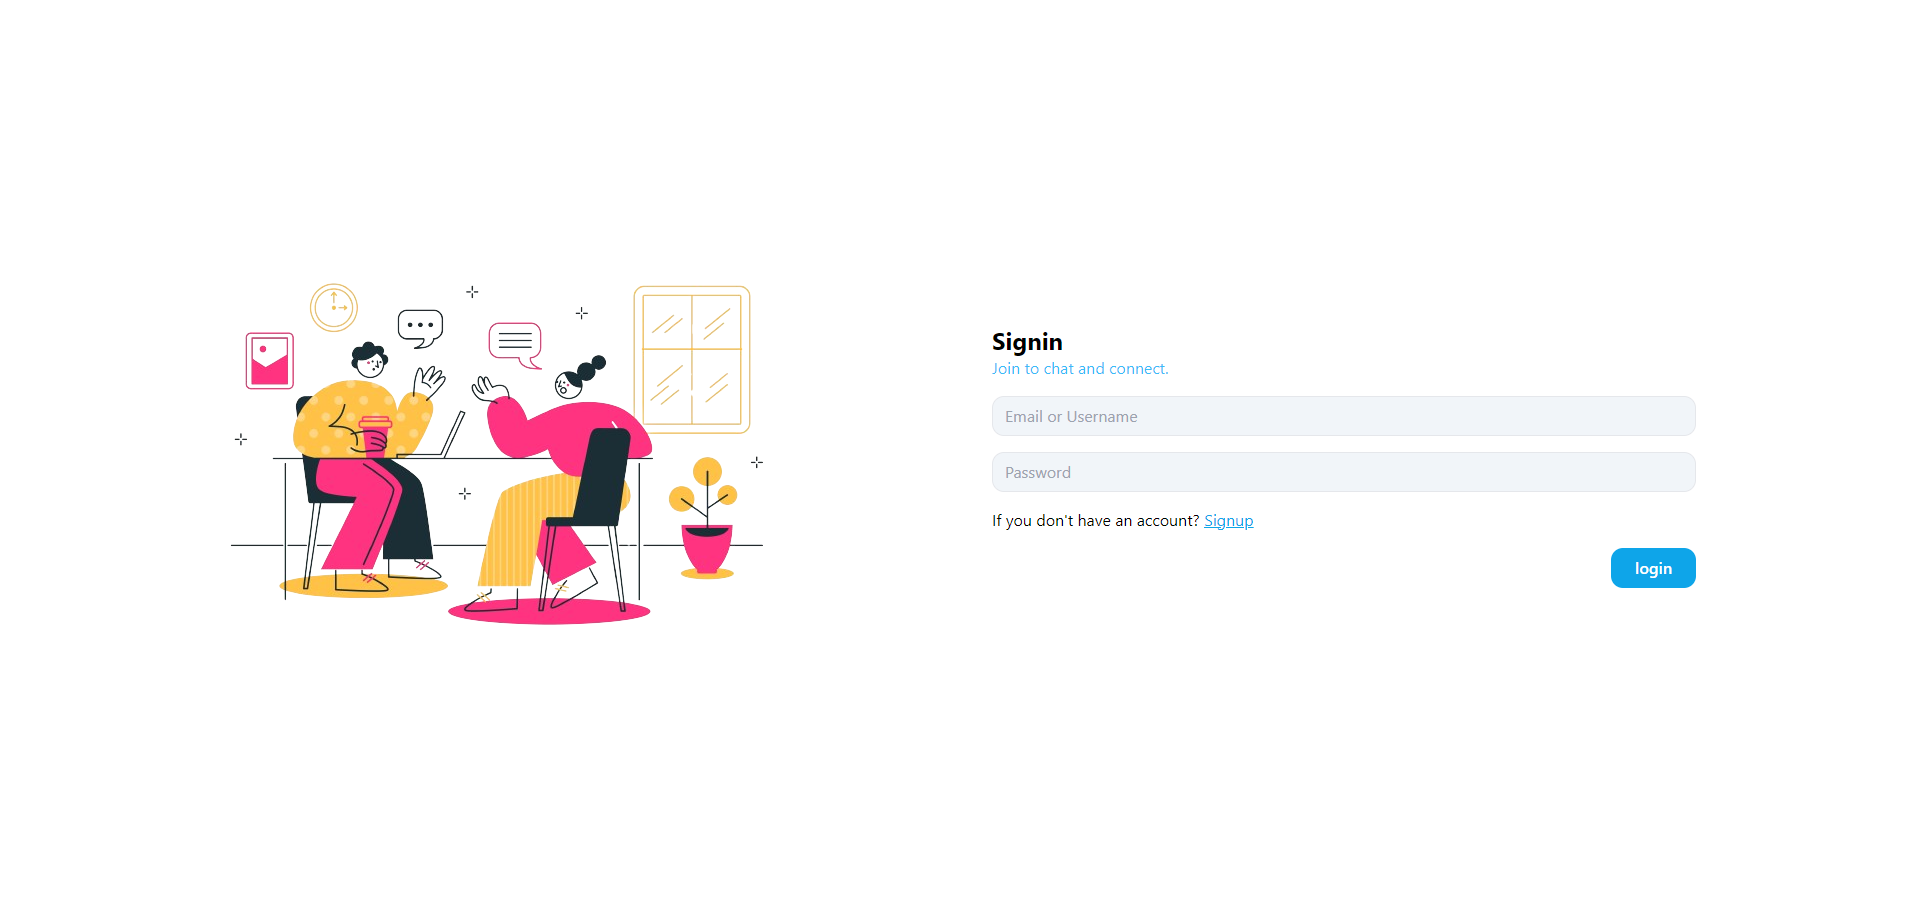 Signin
Join to chat and connect.
Email or Username
Password
If you don't have an account? Signup
login